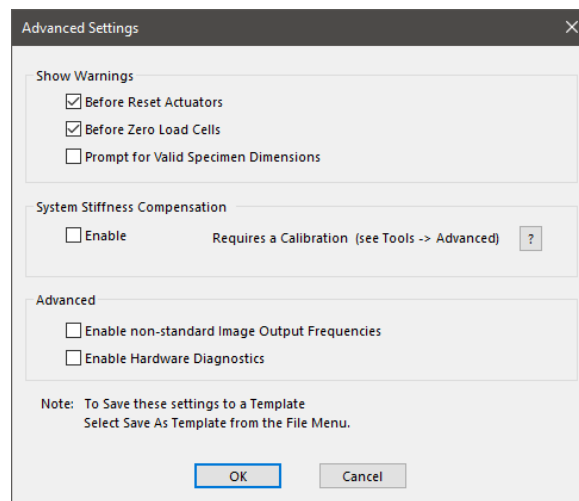 Advanced Settings
Show Warnings
Before Reset Actuators
Before Zero Load Cells
Prompt for Valid Specimen Dimensions
System Stiffness Compensation
Enable Requires a Calibration (see Tools -> Advanced) ?
Advanced
Enable non-standard Image Output Frequencies
Enable Hardware Diagnostics
Note: To Save these settings to a Template
Select Save As Template from the File Menu.
OK Cancel